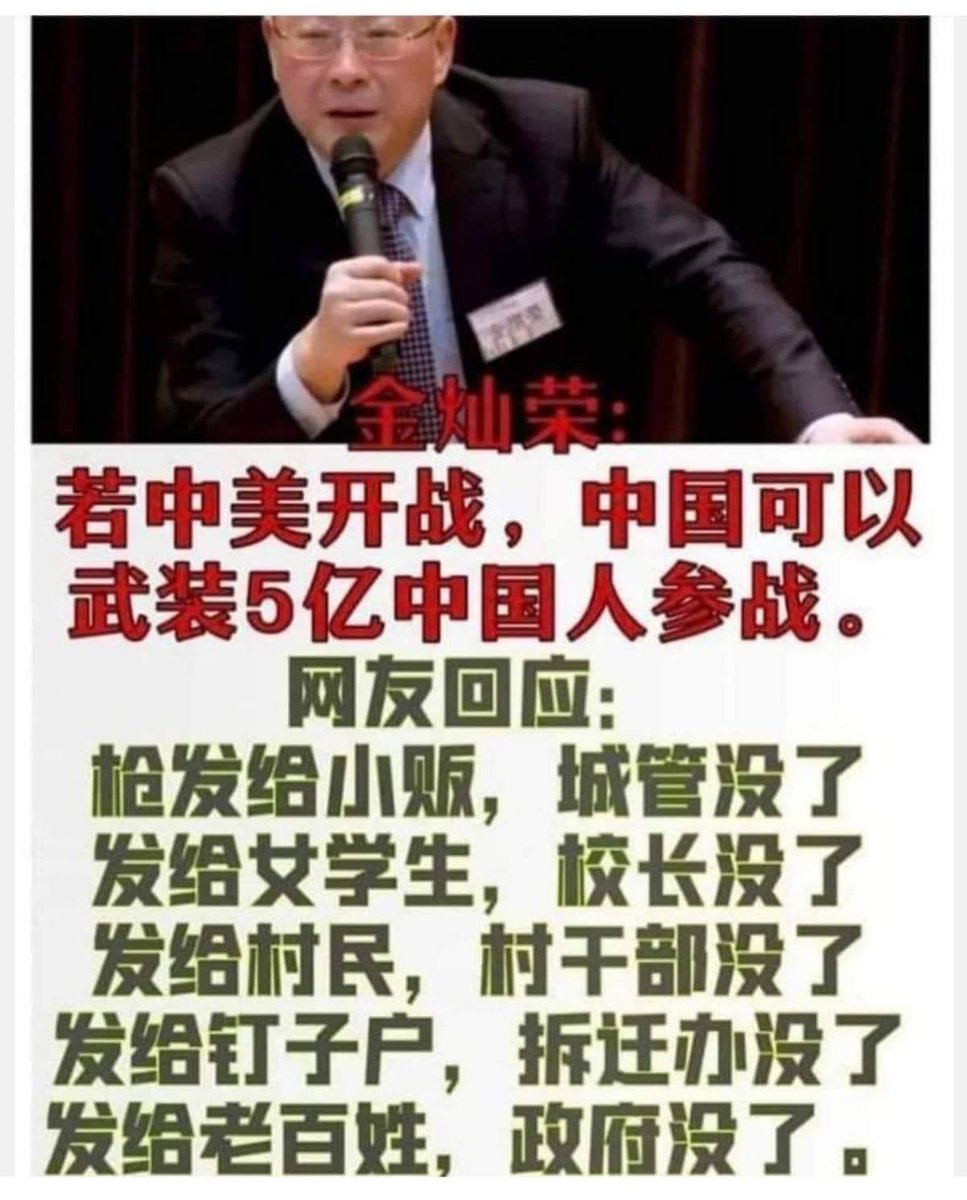 金灿荣:
若中美开战，中国可以
武装5亿中国人参战。
网友回应:
枪发给小贩，城管没了
发给女学生，校长没了
发给村民，村干部没了
发给钉子户，拆迁办没了
发给老百姓，政府没了。